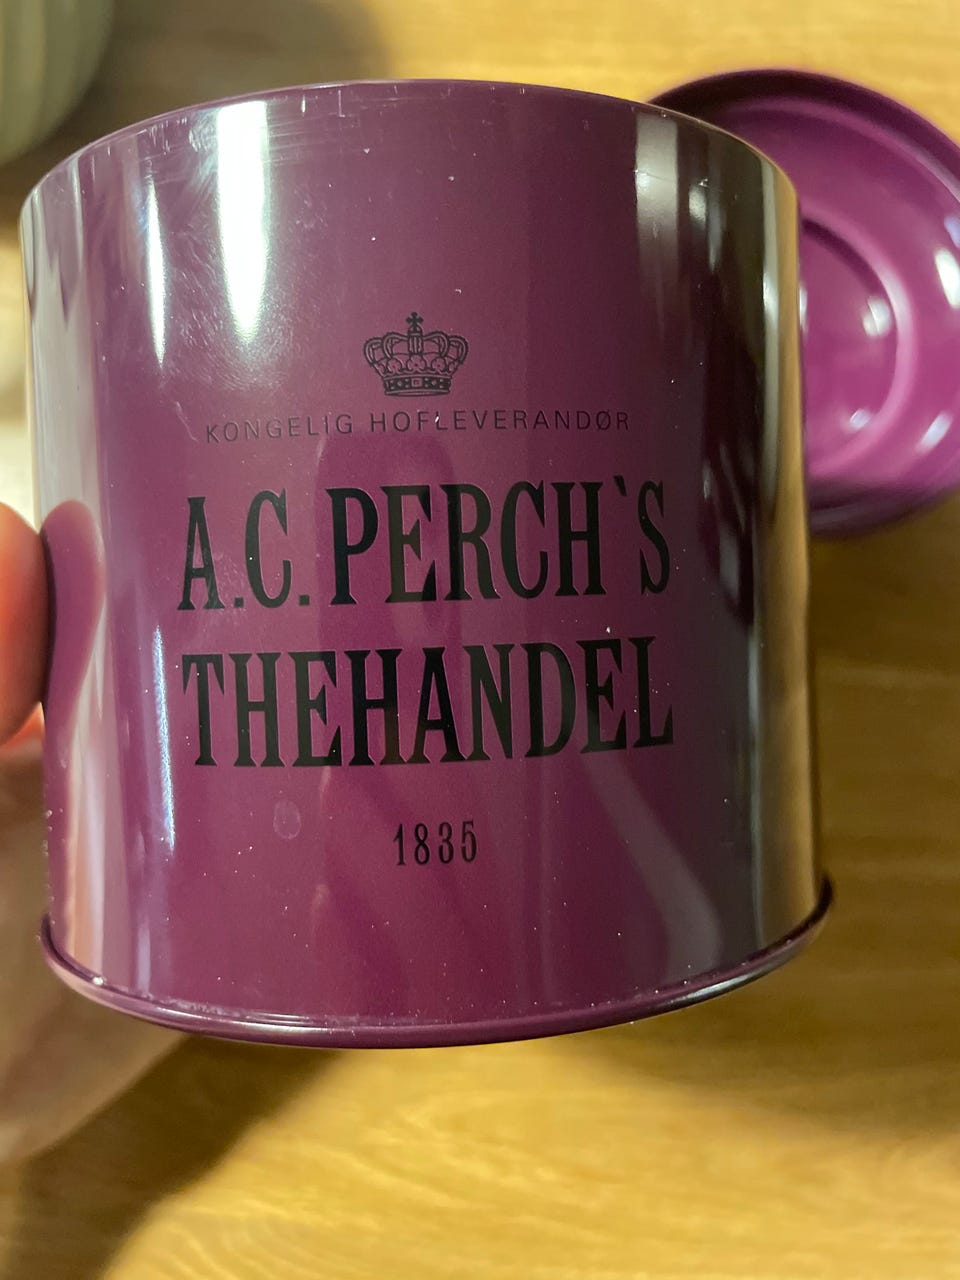 KONGELIG HOFLEVERANDØR
A.C. PERCH`S
THEHANDEL
1835